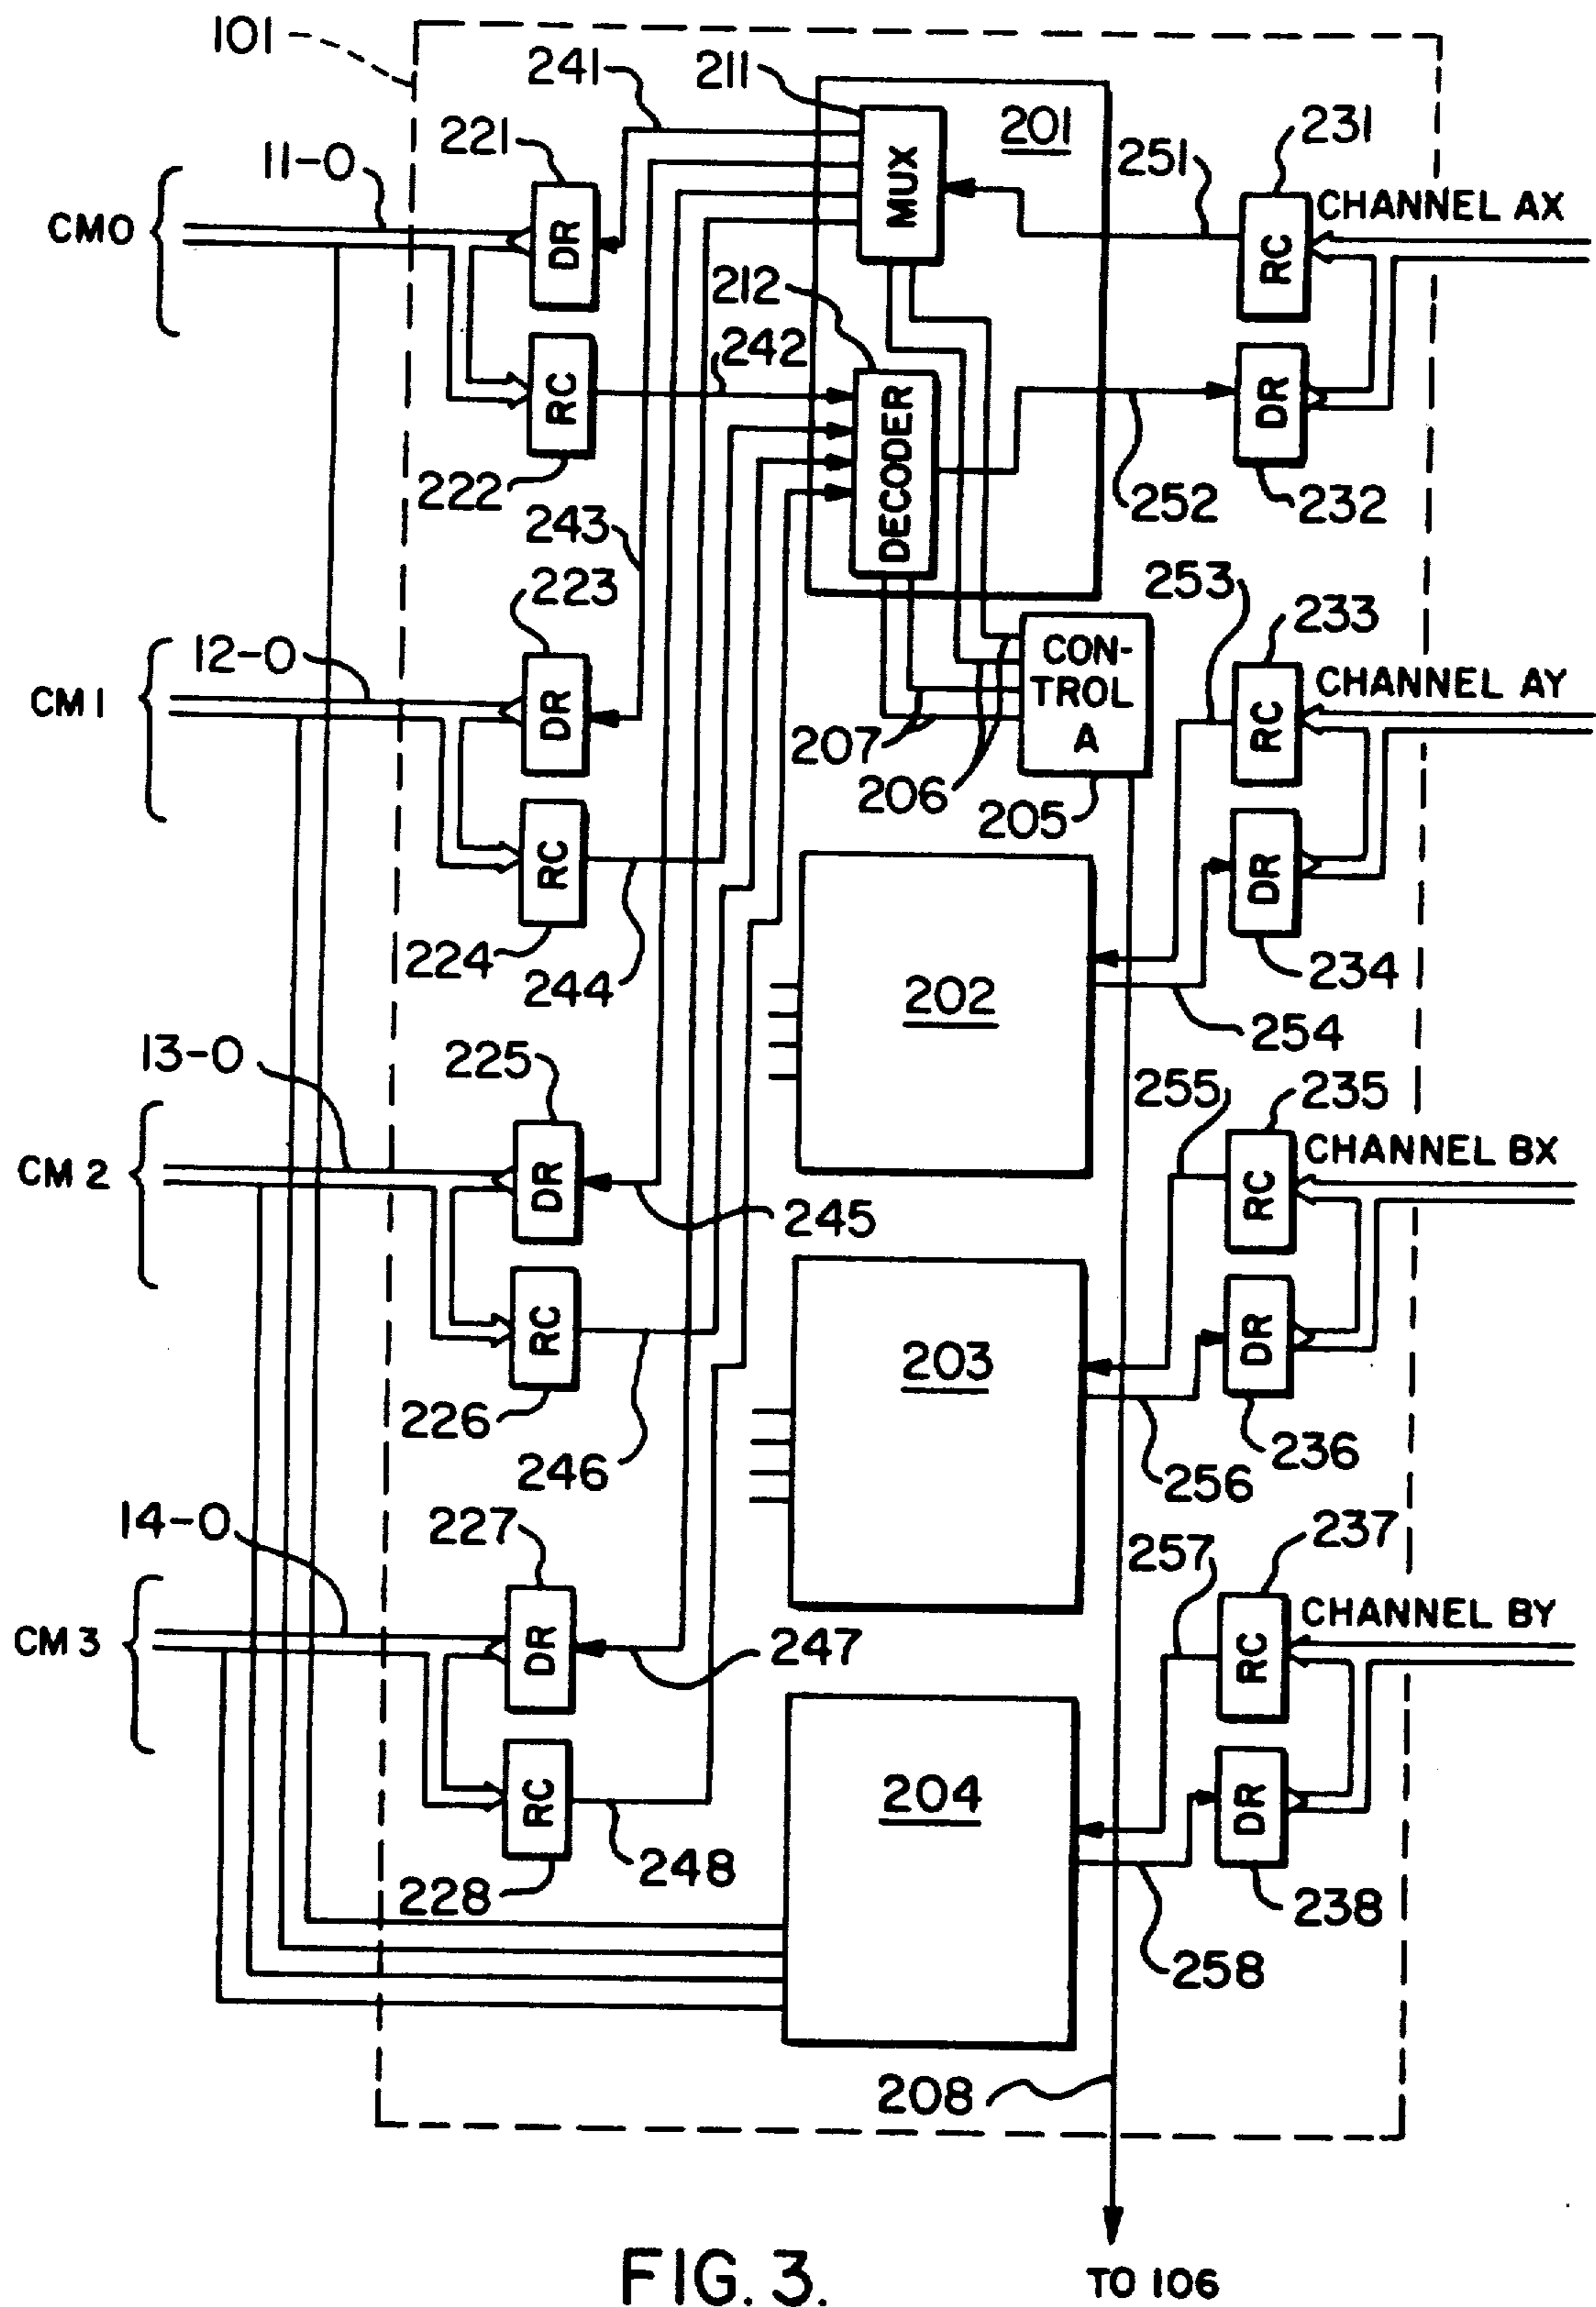 101
241
211
201
231
221
11-0
251
CHANNEL AX
MUX
CM0
DR
RC
212
242
RC
DECODER
DR
222
252
232
243
223
253
233
12-0
CON-
TROL
A
CHANNEL AY
CM1
DR
RC
207
206
205
RC
DR
224
244
202
234
254
13-0
225
255
235
CHANNEL BX
CM2
DR
RC
245
RC
203
DR
226
246
236
256
14-0
227
257
237
CHANNEL BY
CM3
DR
RC
247
RC
204
DR
248
228
238
258
208
FIG. 3.
TO 106